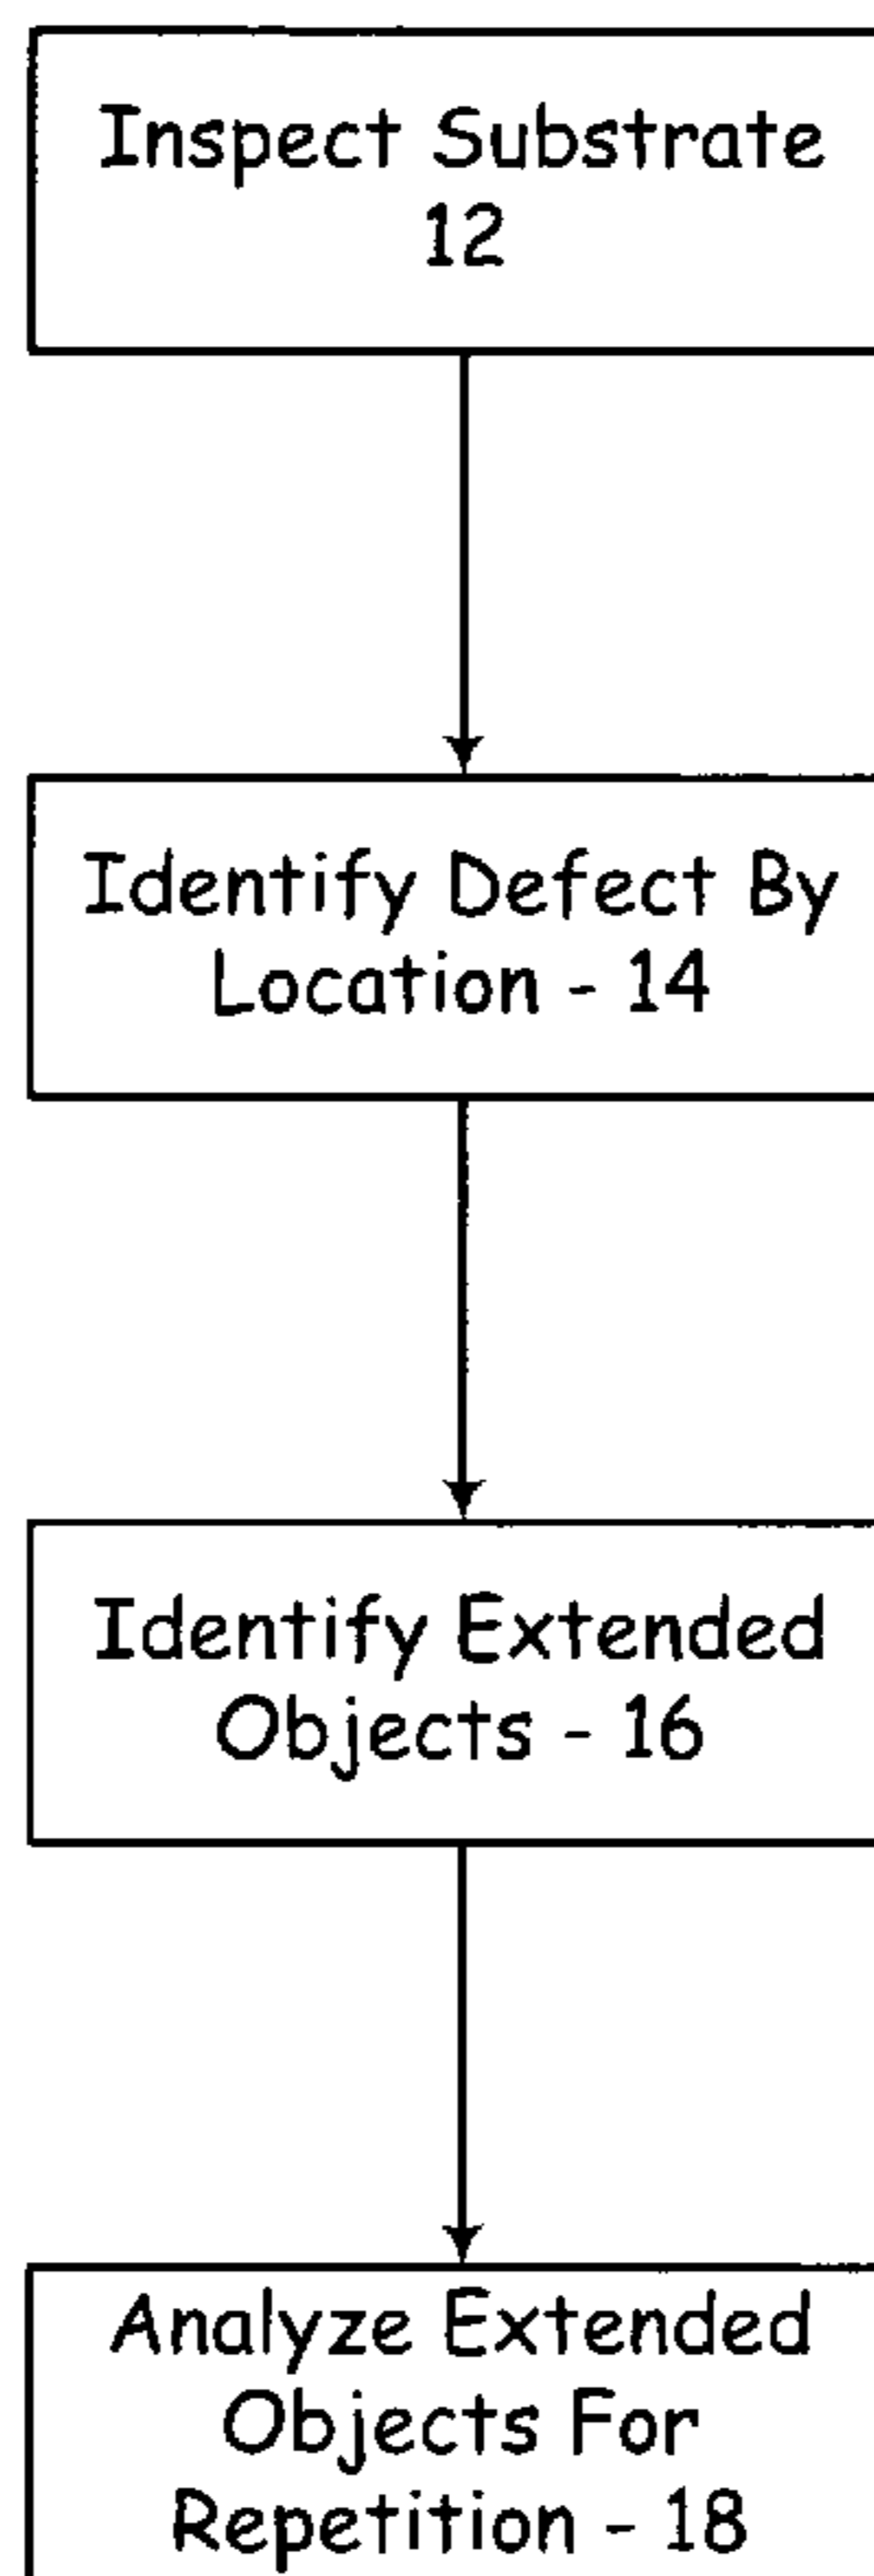 Inspect Substrate
12
Identify Defect By
Location - 14
Identify Extended
Objects - 16
Analyze Extended
Objects For
Repetition - 18